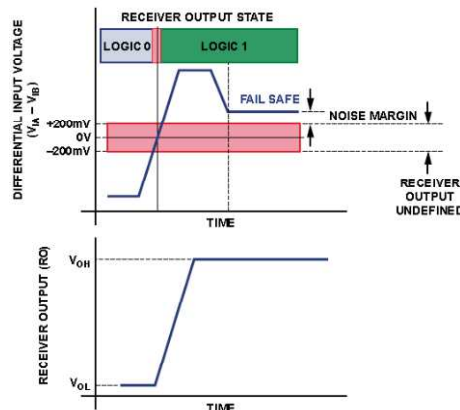 RECEIVER OUTPUT STATE
LOGIC 0
LOGIC 1
DIFFERENTIAL INPUT VOLTAGE
(VIA – VIB)
+200mV
0V
–200mV
FAIL SAFE
NOISE MARGIN
RECEIVER
OUTPUT
UNDEFINED
TIME
RECEIVER OUTPUT (RO)
VOH
VOL
TIME